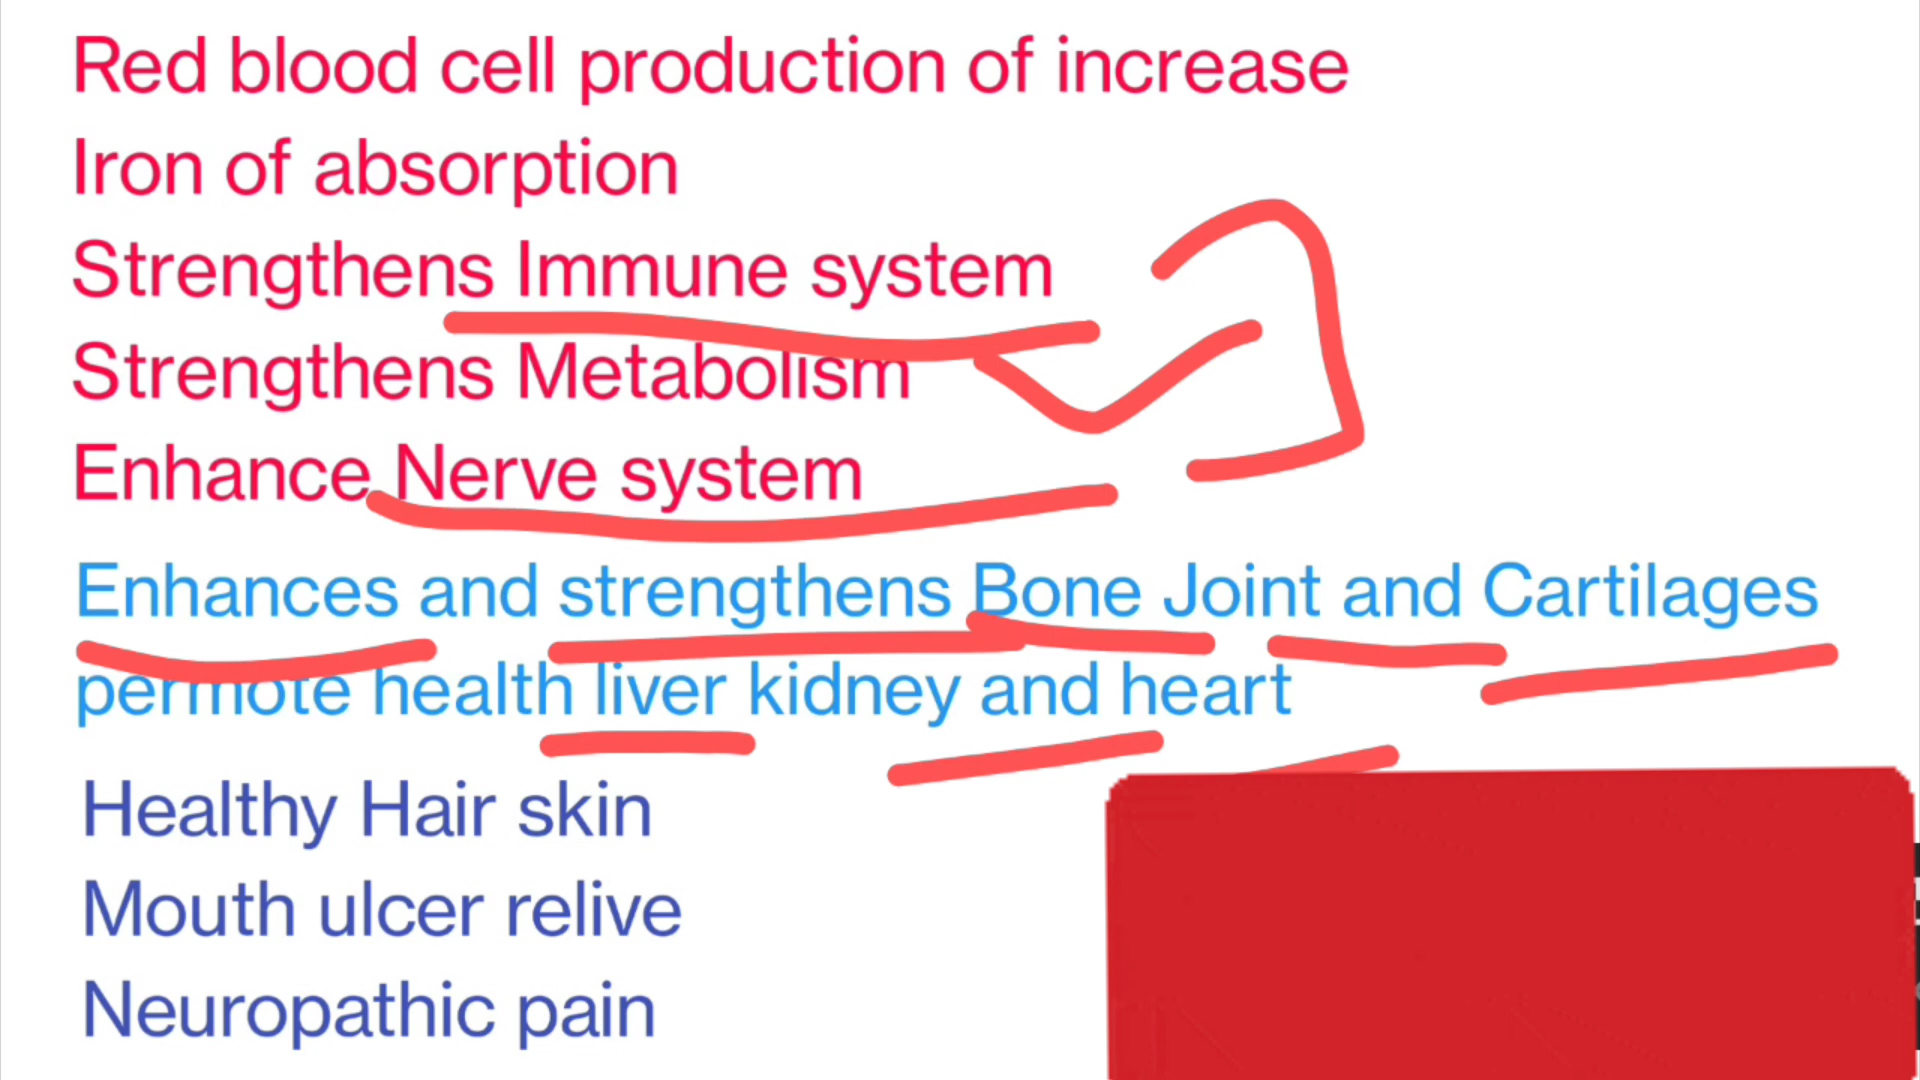 Red blood cell production of increase
Iron of absorption
Strengthens Immune system
Strengthens Metabolism
Enhance Nerve system
Enhances and strengthens Bone Joint and Cartilages
permote health liver kidney and heart
Healthy Hair skin
Mouth ulcer relive
Neuropathic pain